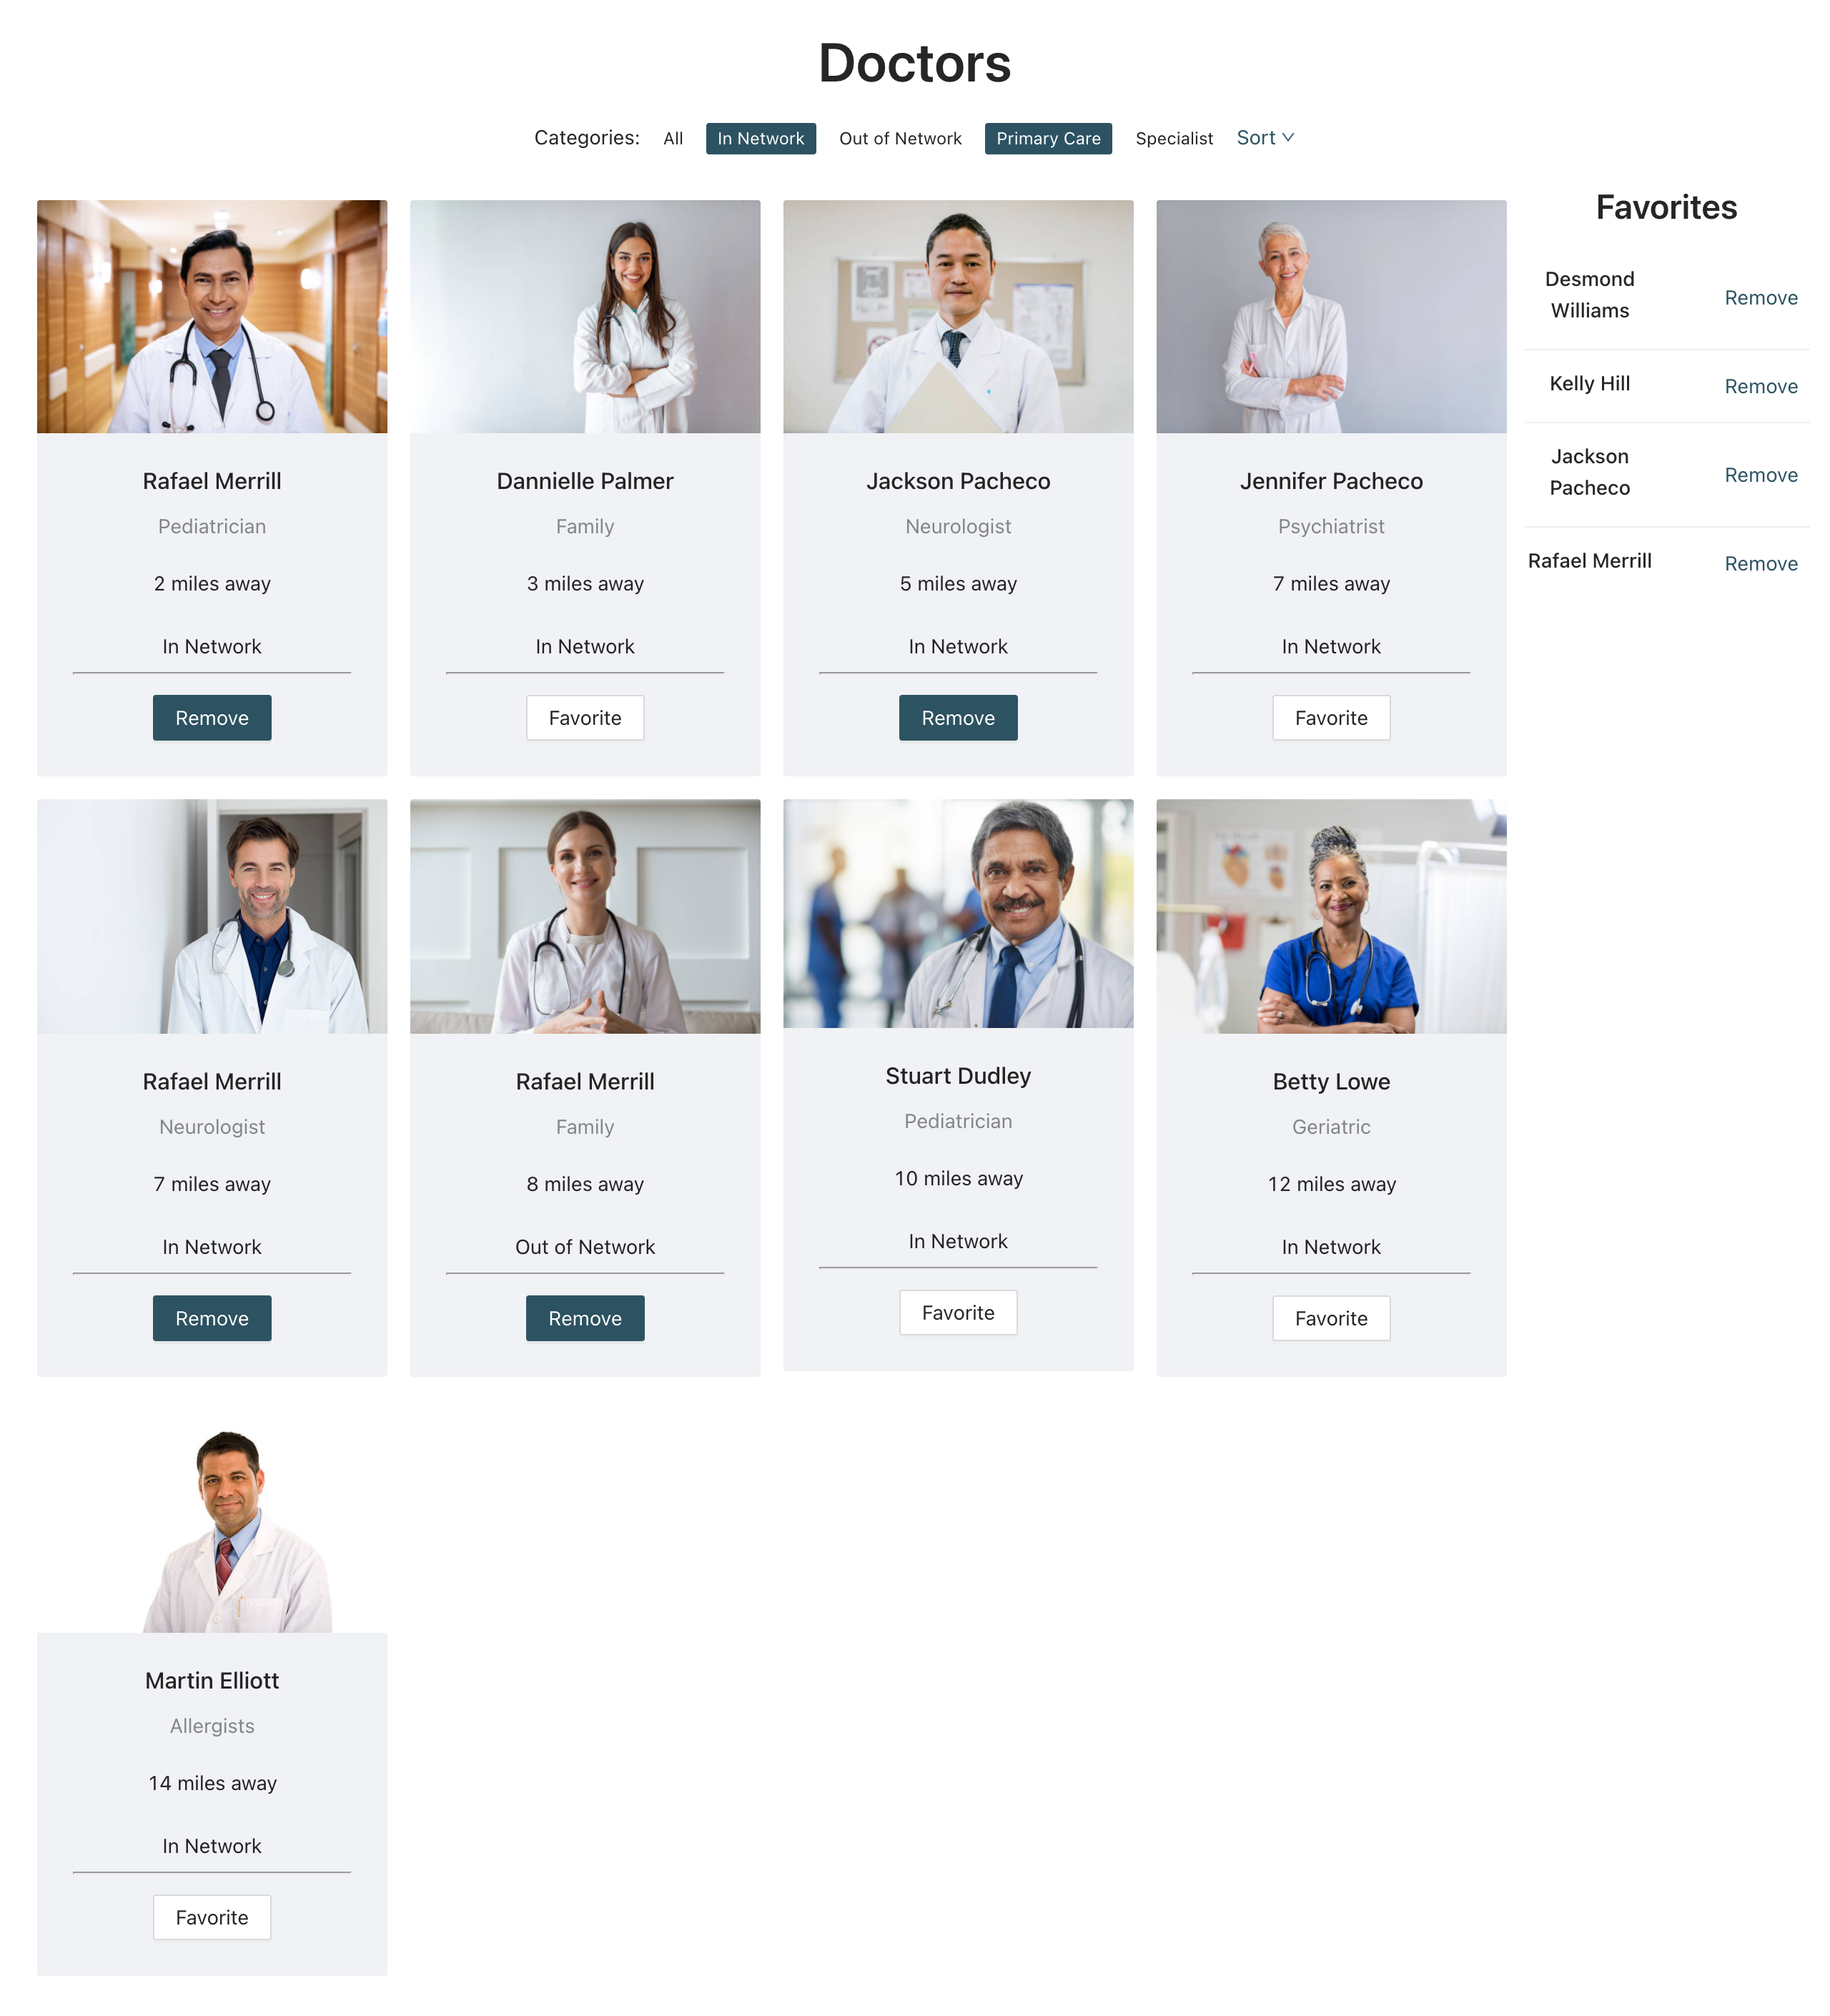 Doctors
Categories: All In Network Out of Network Primary Care Specialist Sort
Rafael Merrill
Pediatrician
2 miles away
In Network
Remove
Dannielle Palmer
Family
3 miles away
In Network
Favorite
Jackson Pacheco
Neurologist
5 miles away
In Network
Remove
Jennifer Pacheco
Psychiatrist
7 miles away
In Network
Favorite
Rafael Merrill
Neurologist
7 miles away
In Network
Remove
Rafael Merrill
Family
8 miles away
Out of Network
Remove
Stuart Dudley
Pediatrician
10 miles away
In Network
Favorite
Betty Lowe
Geriatric
12 miles away
In Network
Favorite
Martin Elliott
Allergists
14 miles away
In Network
Favorite
Favorites
Desmond
Williams
Remove
Kelly Hill
Remove
Jackson
Pacheco
Remove
Rafael Merrill
Remove